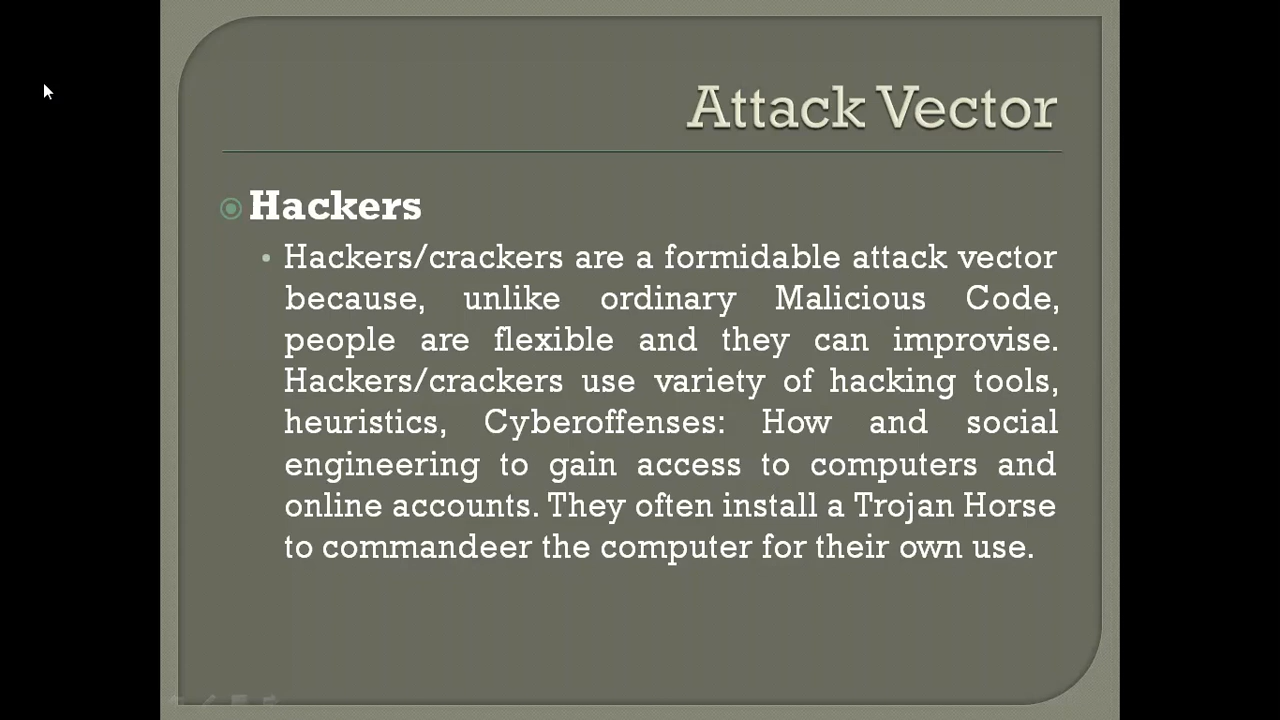 Attack Vector
Hackers
Hackers/crackers are a formidable attack vector
because, unlike ordinary Malicious Code,
people are flexible and they can improvise.
Hackers/crackers use variety of hacking tools,
heuristics, Cyberoffenses: How and social
engineering to gain access to computers and
online accounts. They often install a Trojan Horse
to commandeer the computer for their own use.